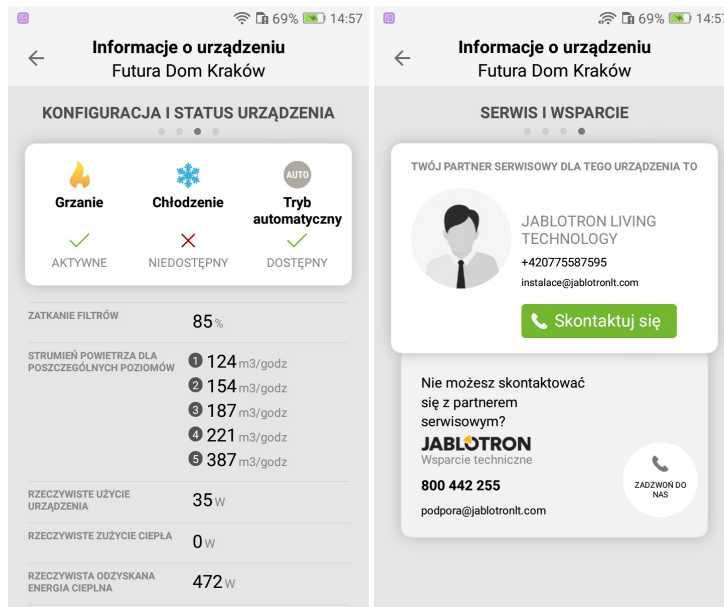 69% 14:57
Informacje o urządzeniu
Futura Dom Kraków
KONFIGURACJA I STATUS URZĄDZENIA
AUTO
Grzanie
Chłodzenie
Tryb
automatyczny
AKTYWNE
NIEDOSTĘPNY
DOSTĘPNY
ZATKANIE FILTRÓW
85 %
STRUMIEŃ POWIETRZA DLA
POSZCZEGÓLNYCH POZIOMÓW
1 124 m3/godz
2 154 m3/godz
3 187 m3/godz
4 221 m3/godz
5 387 m3/godz
RZECZYWISTE UŻYCIE
URZĄDZENIA
35 W
RZECZYWISTE ZUŻYCIE CIEPŁA
0 W
RZECZYWISTA ODZYSKANA
ENERGIA CIEPLNA
472 W
69% 14:57
Informacje o urządzeniu
Futura Dom Kraków
SERWIS I WSPARCIE
TWÓJ PARTNER SERWISOWY DLA TEGO URZĄDZENIA TO
JABLOTRON LIVING
TECHNOLOGY
+420775587595
instalace@jablotronlt.com
Skontaktuj się
Nie możesz skontaktować
się z partnerem
serwisowym?
JABLOTRON
Wsparcie techniczne
800 442 255
podpora@jablotronlt.com
ZADZWOŃ DO
NAS